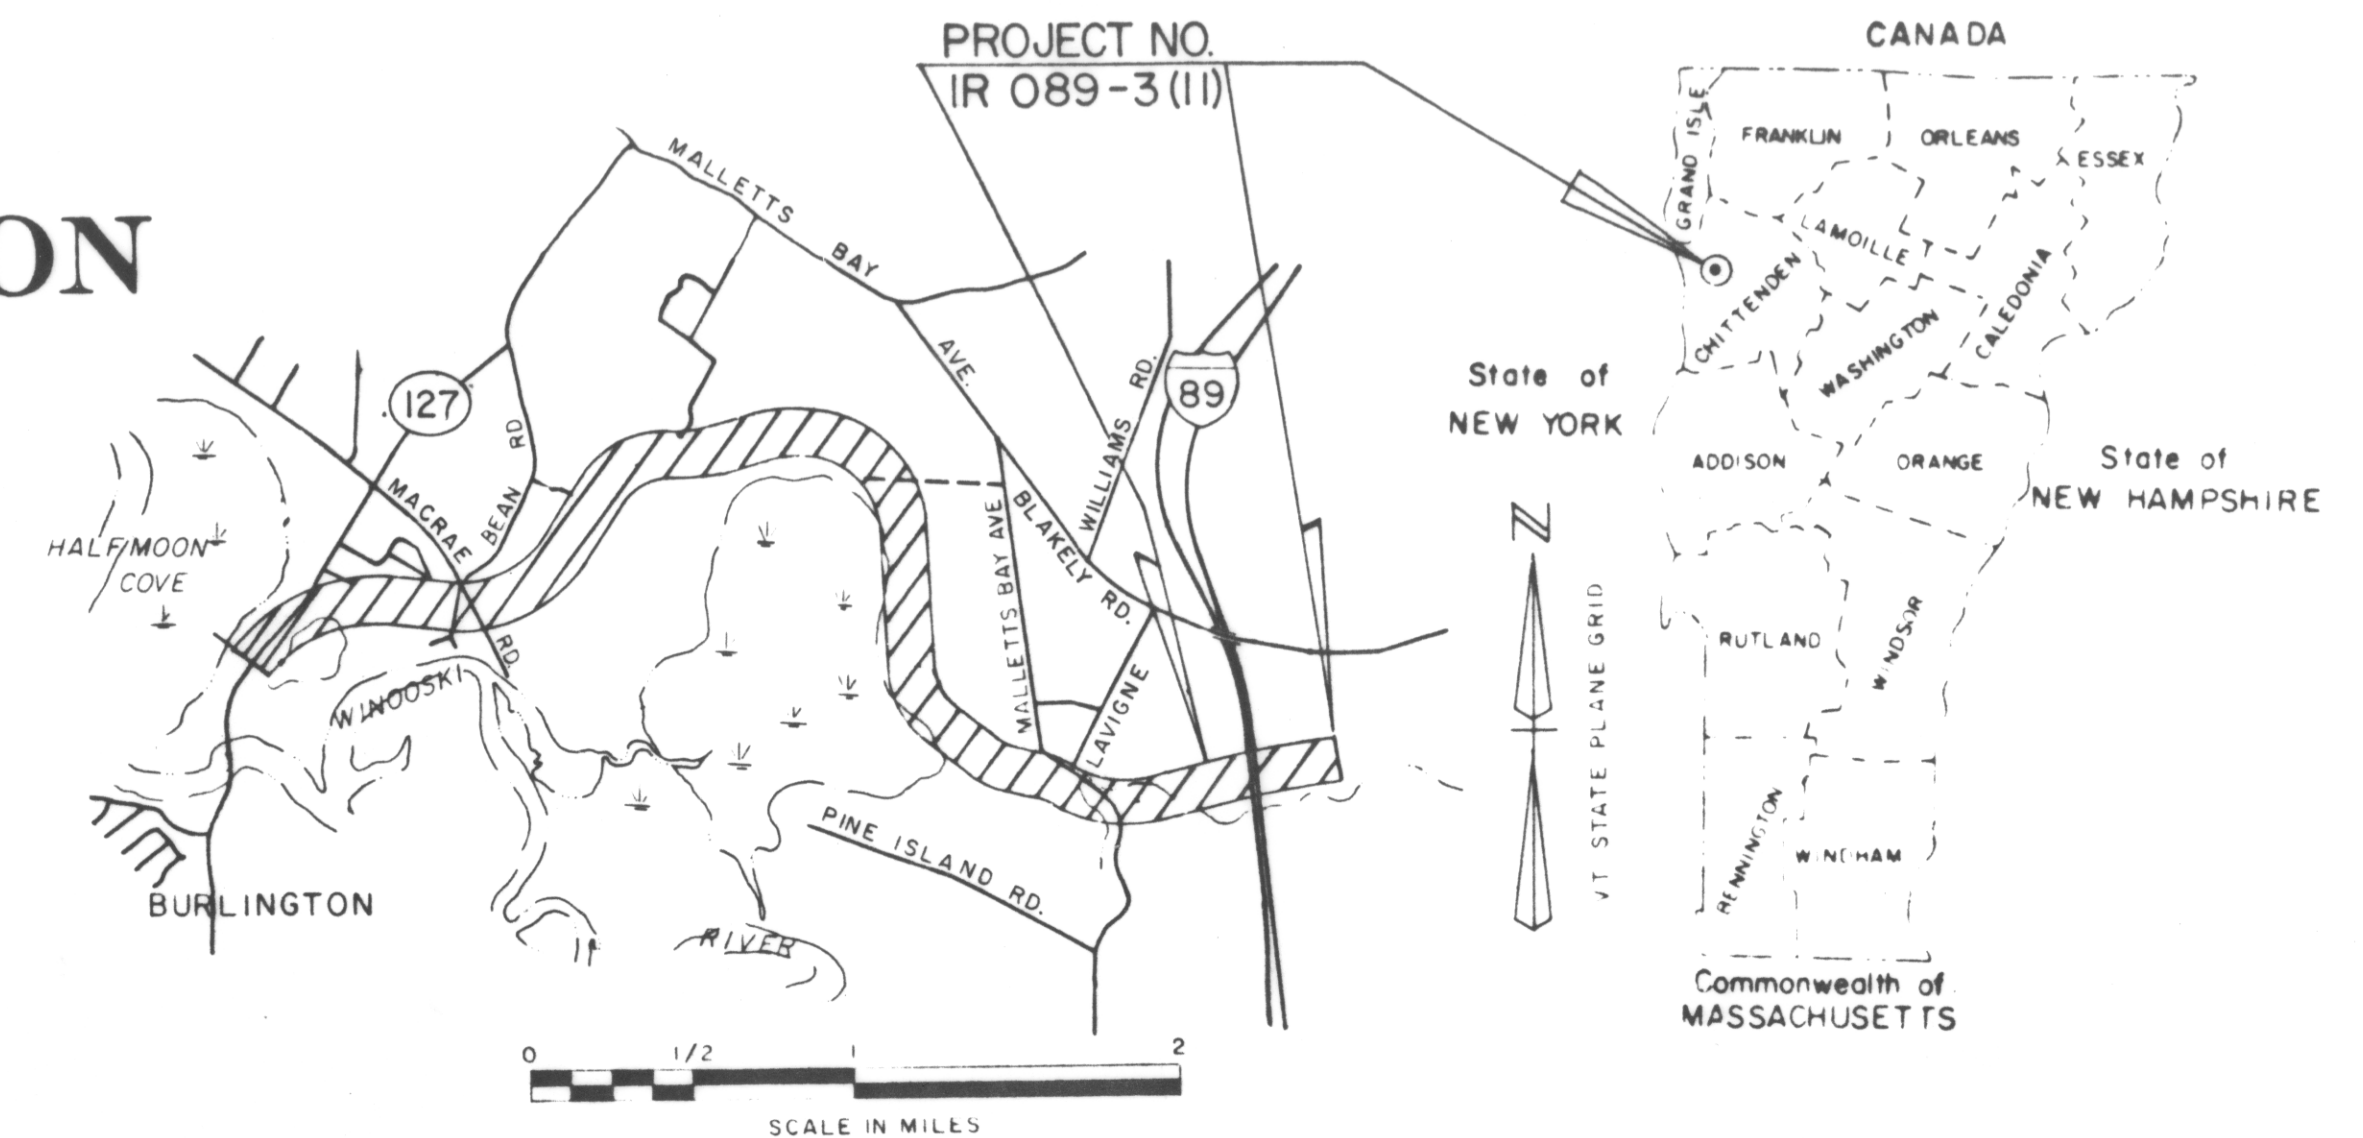 PROJECT NO.
IR 089-3(11)
ON
MALLETTS BAY AVE.
127
BEAN RD
MACRAE RD.
HALF MOON
COVE
WINOOSKI
RIVER
BURLINGTON
MALLETTS BAY AVE
BLAKELY RD.
WILLIAMS RD.
89
LAVIGNE
PINE ISLAND RD.
0 1/2 1 2
SCALE IN MILES
N
VT STATE PLANE GRID
CANADA
GRAND ISLE
FRANKLIN
ORLEANS
ESSEX
LAMOILLE
CHITTENDEN
WASHINGTON
CALEDONIA
State of
NEW YORK
ADDISON
ORANGE
State of
NEW HAMPSHIRE
RUTLAND
WINDSOR
BENNINGTON
WINDHAM
Commonwealth of
MASSACHUSETTS